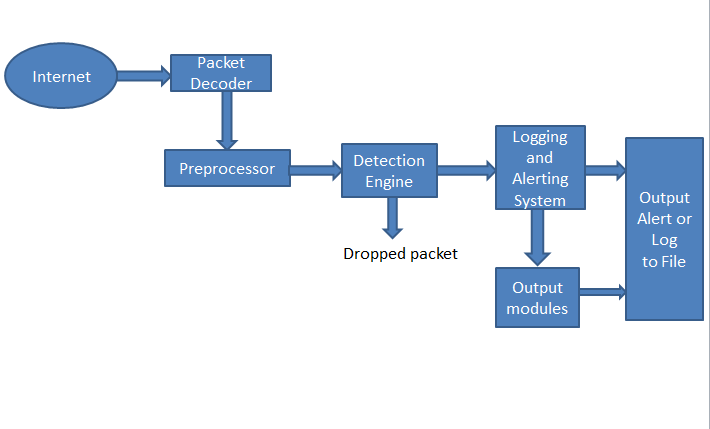 Internet
Packet
Decoder
Preprocessor
Detection
Engine
Dropped packet
Logging
and
Alerting
System
Output
modules
Output
Alert or
Log
to File